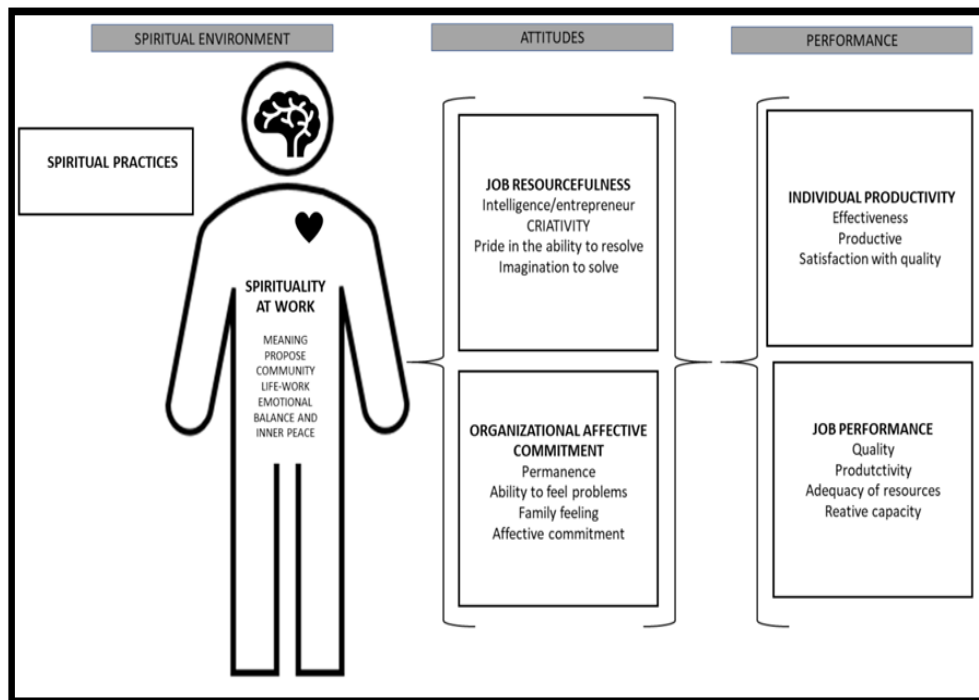 SPIRITUAL ENVIRONMENT
ATTITUDES
PERFORMANCE
SPIRITUAL PRACTICES
SPIRITUALITY
AT WORK
MEANING
PROPOSE
COMMUNITY
LIFE-WORK
EMOTIONAL
BALANCE AND
INNER PEACE
JOB RESOURCEFULNESS
Intelligence/entrepreneur
CRIATIVITY
Pride in the ability to resolve
Imagination to solve
ORGANIZATIONAL AFFECTIVE
COMMITMENT
Permanence
Ability to feel problems
Family feeling
Affective commitment
INDIVIDUAL PRODUCTIVITY
Effectiveness
Productive
Satisfaction with quality
JOB PERFORMANCE
Quality
Produtctivity
Adequacy of resources
Reative capacity